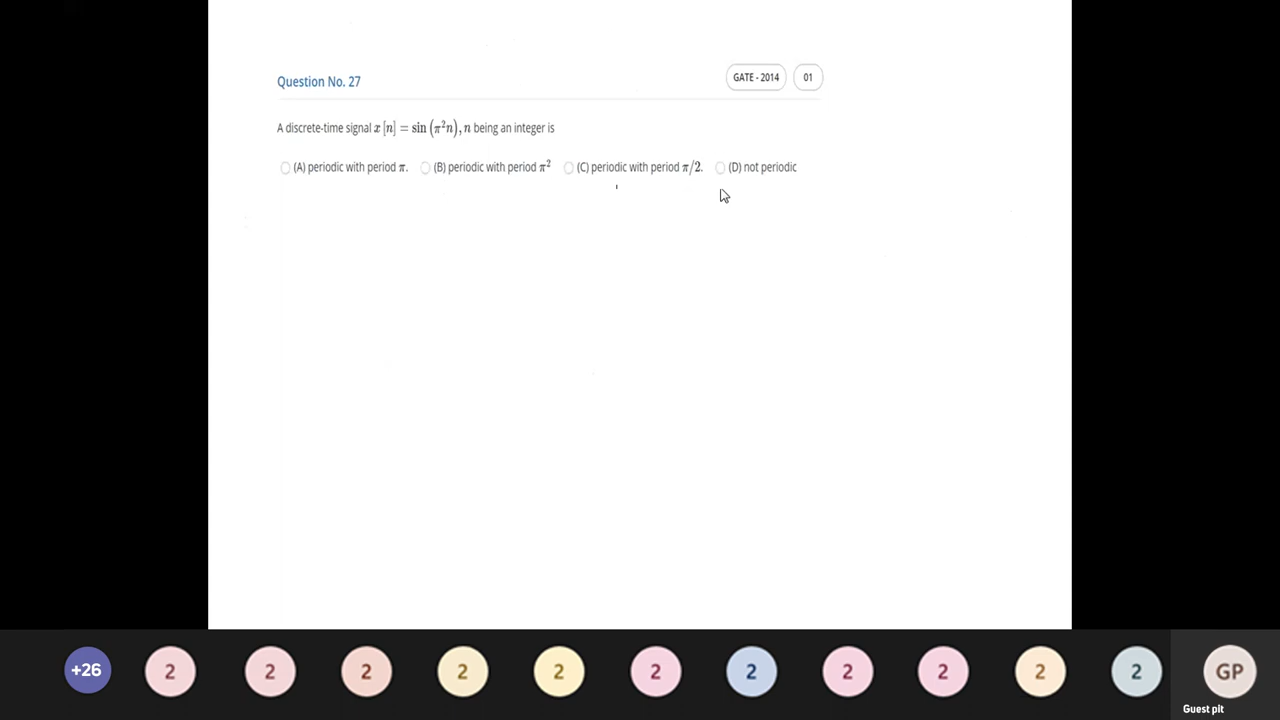 Question No. 27
GATE - 2014 01
A discrete-time signal x [n] = sin (π²n), n being an integer is
(A) periodic with period π. (B) periodic with period π² (C) periodic with period π/2. (D) not periodic
+26 2 2 2 2 2 2 2 2 2 2 2 GP
Guest pit